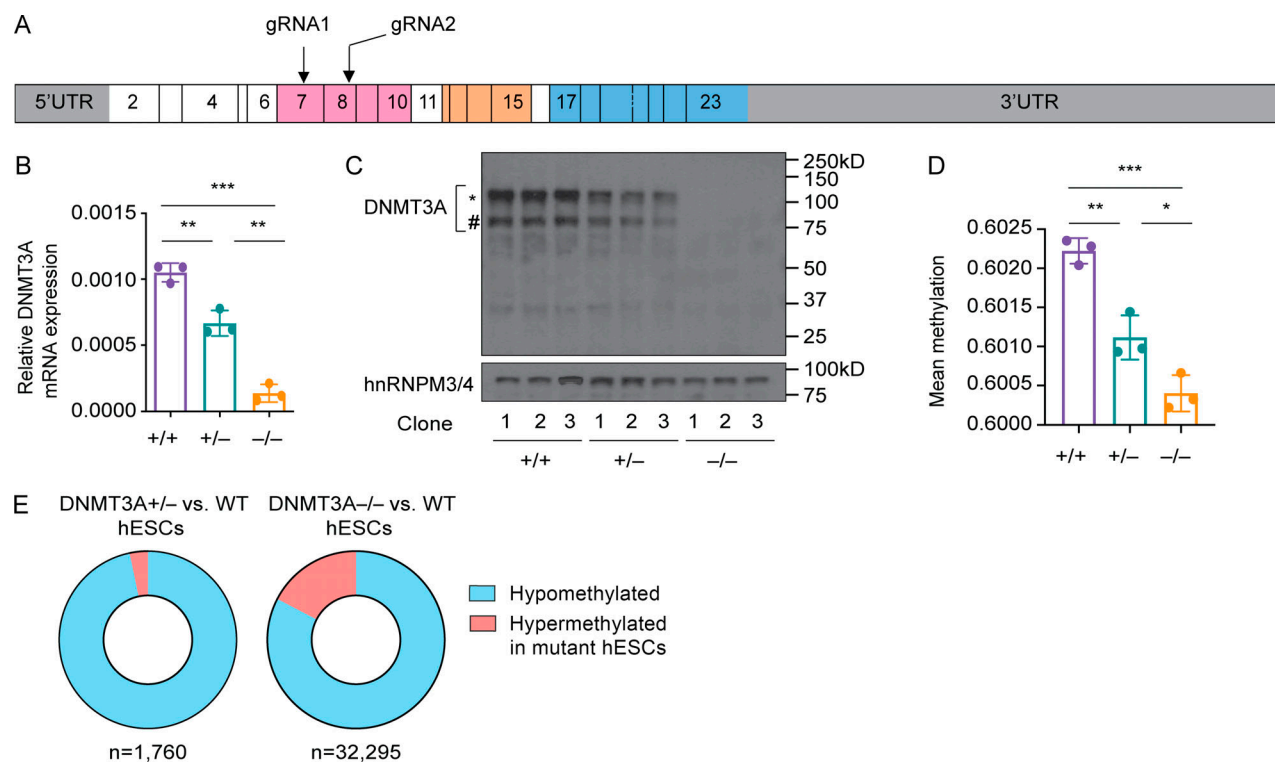 A
gRNA1 gRNA2
5'UTR 2 4 6 7 8 10 11 15 17 23 3'UTR
B
***
** **
Relative DNMT3A
mRNA expression
0.0015
0.0010
0.0005
0.0000
+/+ +/– –/–
C
DNMT3A
*
#
250kD
150
100
75
50
37
25
hnRNPM3/4
100kD
75
Clone 1 2 3 1 2 3 1 2 3
+/+ +/– –/–
D
***
** *
Mean methylation
0.6025
0.6020
0.6015
0.6010
0.6005
0.6000
+/+ +/– –/–
E
DNMT3A+/– vs. WT
hESCs
n=1,760
DNMT3A–/– vs. WT
hESCs
n=32,295
Hypomethylated
Hypermethylated
in mutant hESCs